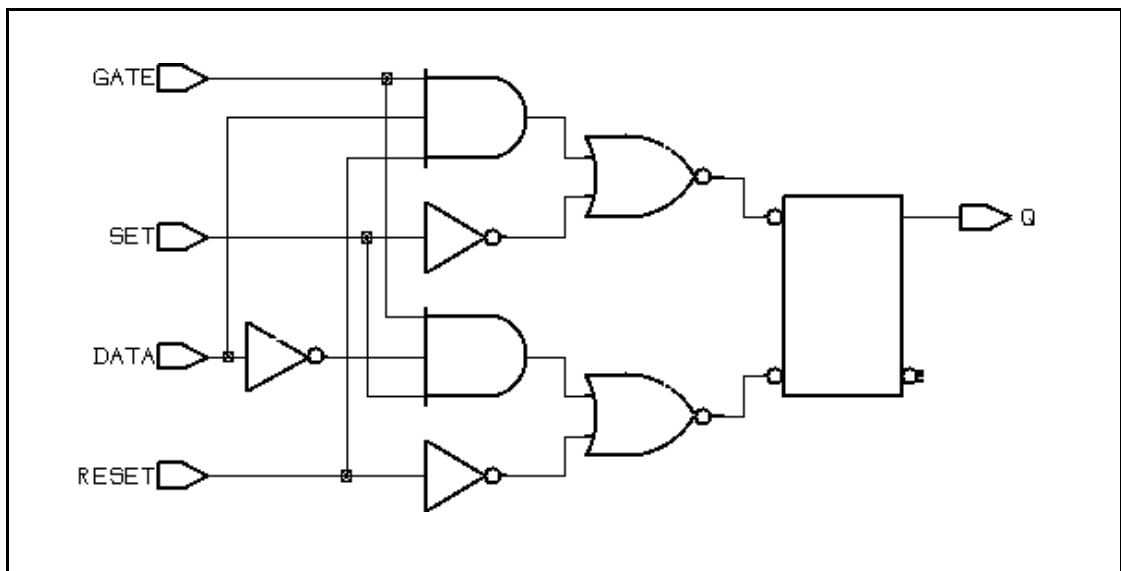 GATE
SET
Q
DATA
RESET